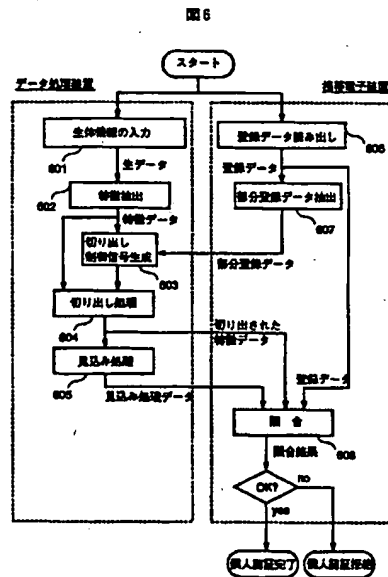 図6
スタート
データ処理装置
携帯電子装置
生体情報の入力
601
生データ
特徴抽出
602
特徴データ
切り出し
制御信号生成
603
切り出し処理
604
見込み処理
605
見込み処理データ
登録データ読み出し
606
登録データ
部分登録データ抽出
607
部分登録データ
切り出された
特徴データ
登録データ
照 合
608
照合結果
OK?
no
yes
個人認証完了
個人認証拒絶